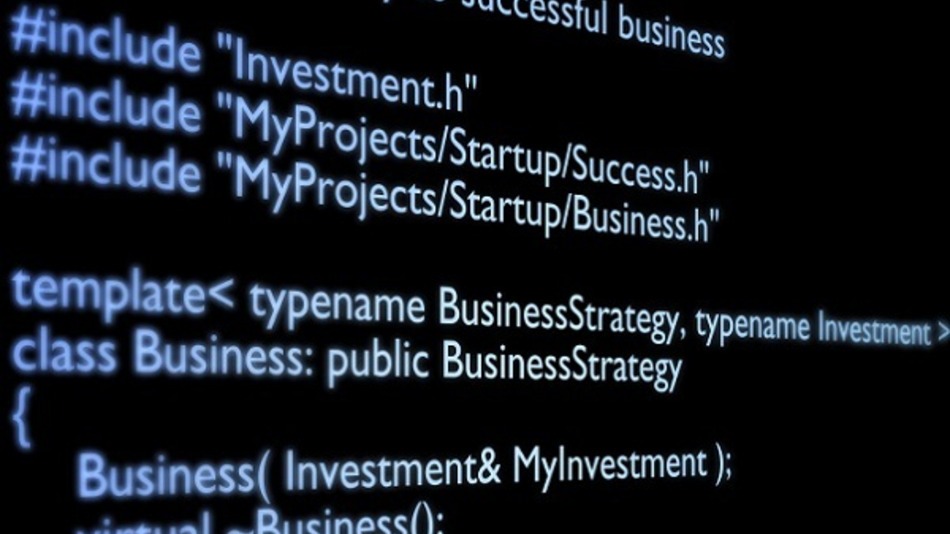 successful business
#include "Investment.h"
#include "MyProjects/Startup/Success.h"
#include "MyProjects/Startup/Business.h"
template< typename BusinessStrategy, typename Investment >
class Business: public BusinessStrategy
{
Business( Investment& MyInvestment );
virtual ~Business();